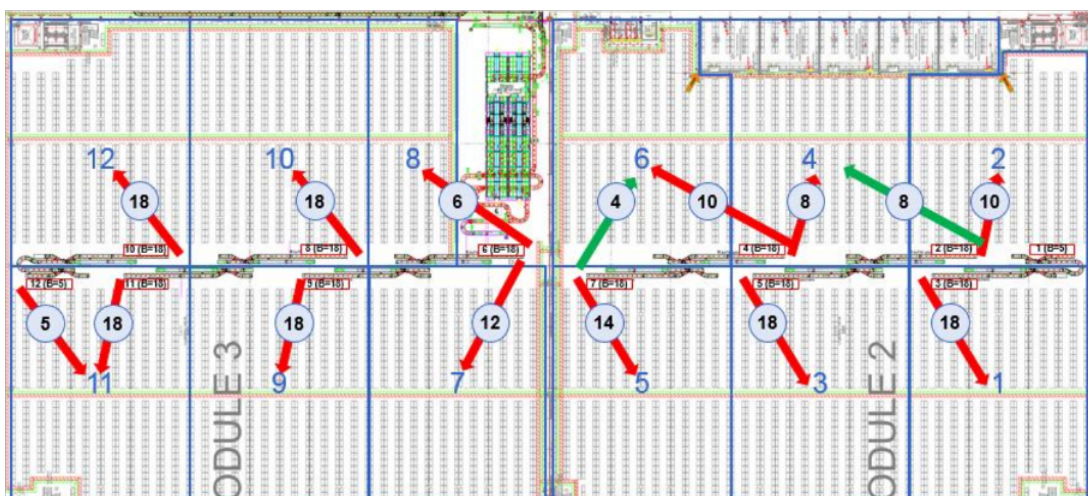 12
10
8
6
4
2
18
18
6
4
10
8
8
10
10 (B=18)
8 (B=18)
6 (B=18)
4 (B=18)
2 (B=18)
1 (B=5)
12 (B=5)
11 (B=18)
9 (B=18)
7 (B=18)
5 (B=18)
3 (B=18)
5
18
18
12
14
18
18
11
9
7
5
3
1
ODULE 3
ODULE 2